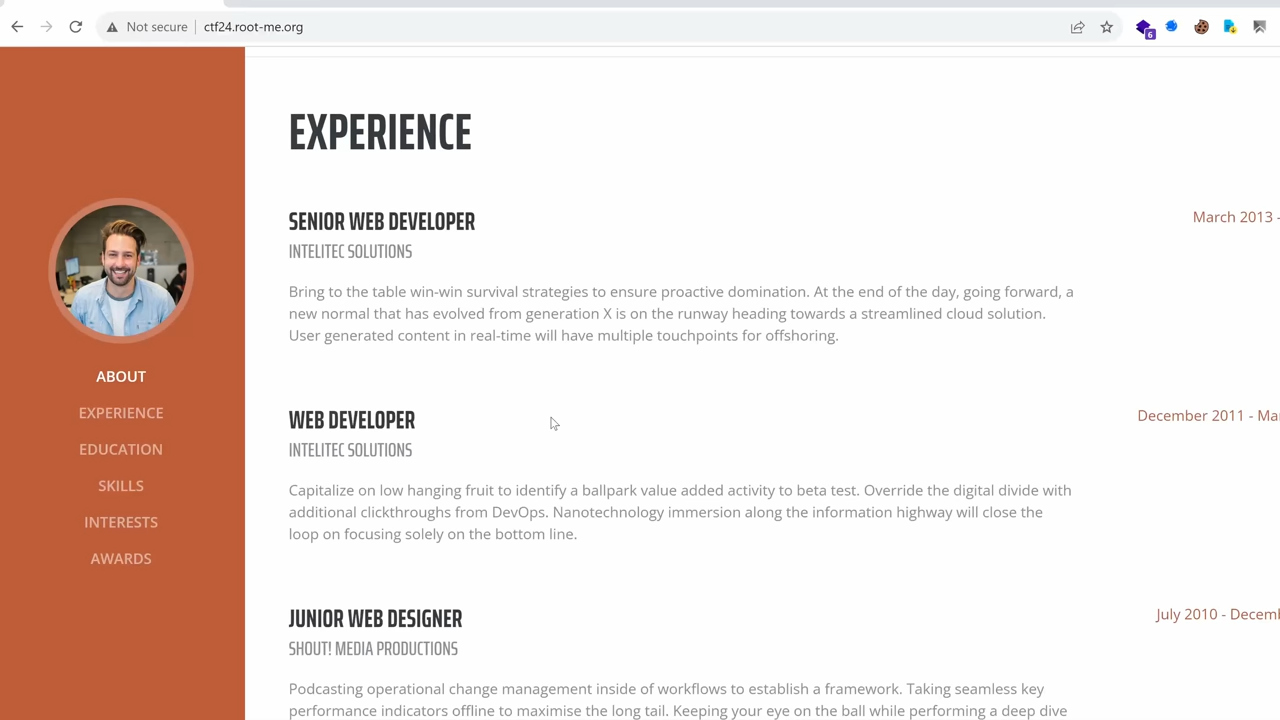 Not secure
ctf24.root-me.org
6
EXPERIENCE
SENIOR WEB DEVELOPER
March 2013 -
INTELITEC SOLUTIONS
Bring to the table win-win survival strategies to ensure proactive domination. At the end of the day, going forward, a
new normal that has evolved from generation X is on the runway heading towards a streamlined cloud solution.
User generated content in real-time will have multiple touchpoints for offshoring.
ABOUT
EXPERIENCE
EDUCATION
SKILLS
INTERESTS
AWARDS
WEB DEVELOPER
December 2011 - Mar
INTELITEC SOLUTIONS
Capitalize on low hanging fruit to identify a ballpark value added activity to beta test. Override the digital divide with
additional clickthroughs from DevOps. Nanotechnology immersion along the information highway will close the
loop on focusing solely on the bottom line.
JUNIOR WEB DESIGNER
July 2010 - Decem
SHOUT! MEDIA PRODUCTIONS
Podcasting operational change management inside of workflows to establish a framework. Taking seamless key
performance indicators offline to maximise the long tail. Keeping your eye on the ball while performing a deep dive